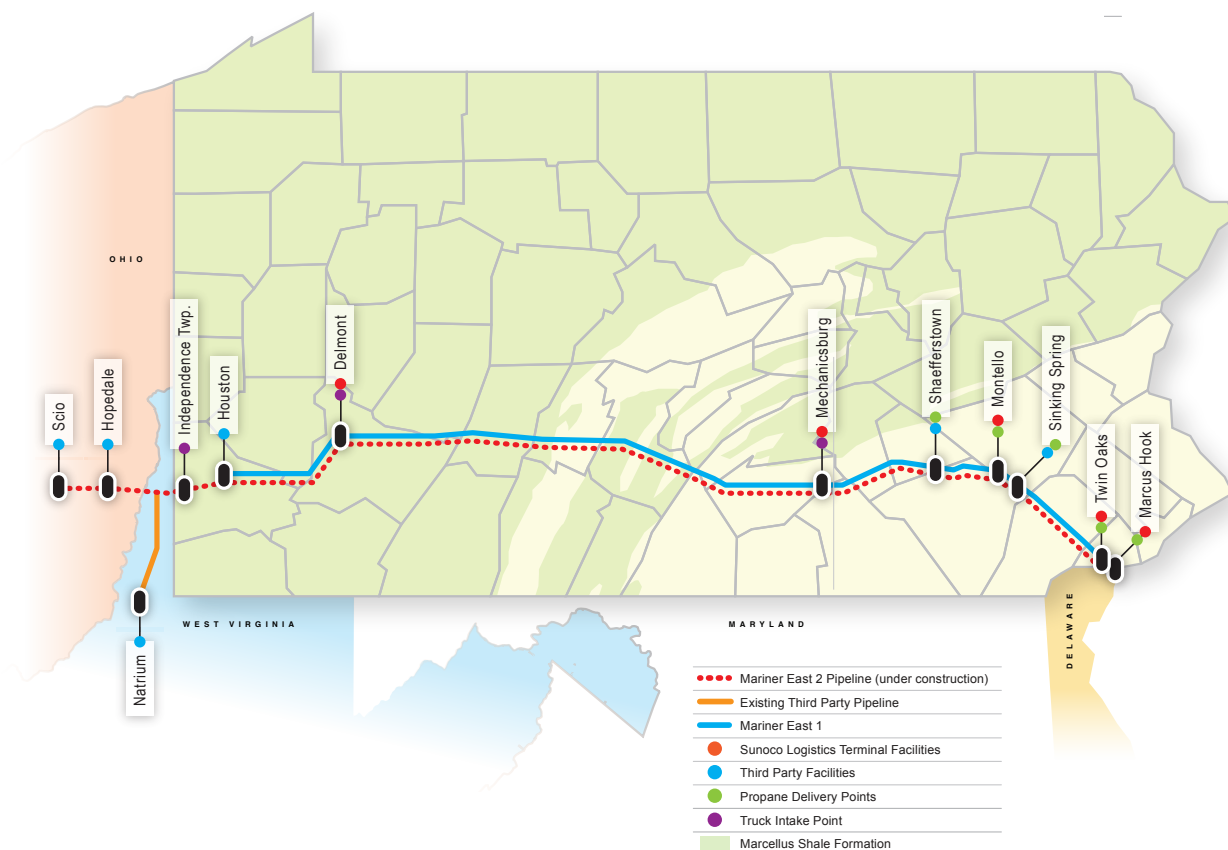 OHIO
Scio
Hopedale
Independence Twp.
Houston
Delmont
Mechanicsburg
Shaefferstown
Montello
Sinking Spring
Twin Oaks
Marcus Hook
Natrium
WEST VIRGINIA
MARYLAND
DELAWARE
Mariner East 2 Pipeline (under construction)
Existing Third Party Pipeline
Mariner East 1
Sunoco Logistics Terminal Facilities
Third Party Facilities
Propane Delivery Points
Truck Intake Point
Marcellus Shale Formation